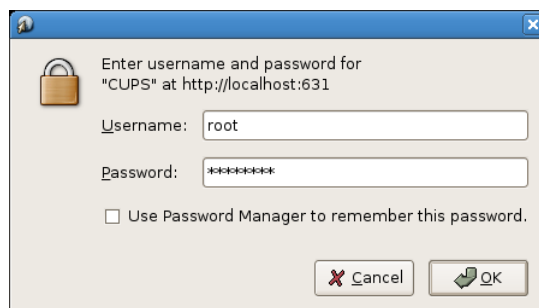 Enter username and password for
"CUPS" at http://localhost:631
Username: root
Password: *********
Use Password Manager to remember this password.
Cancel OK